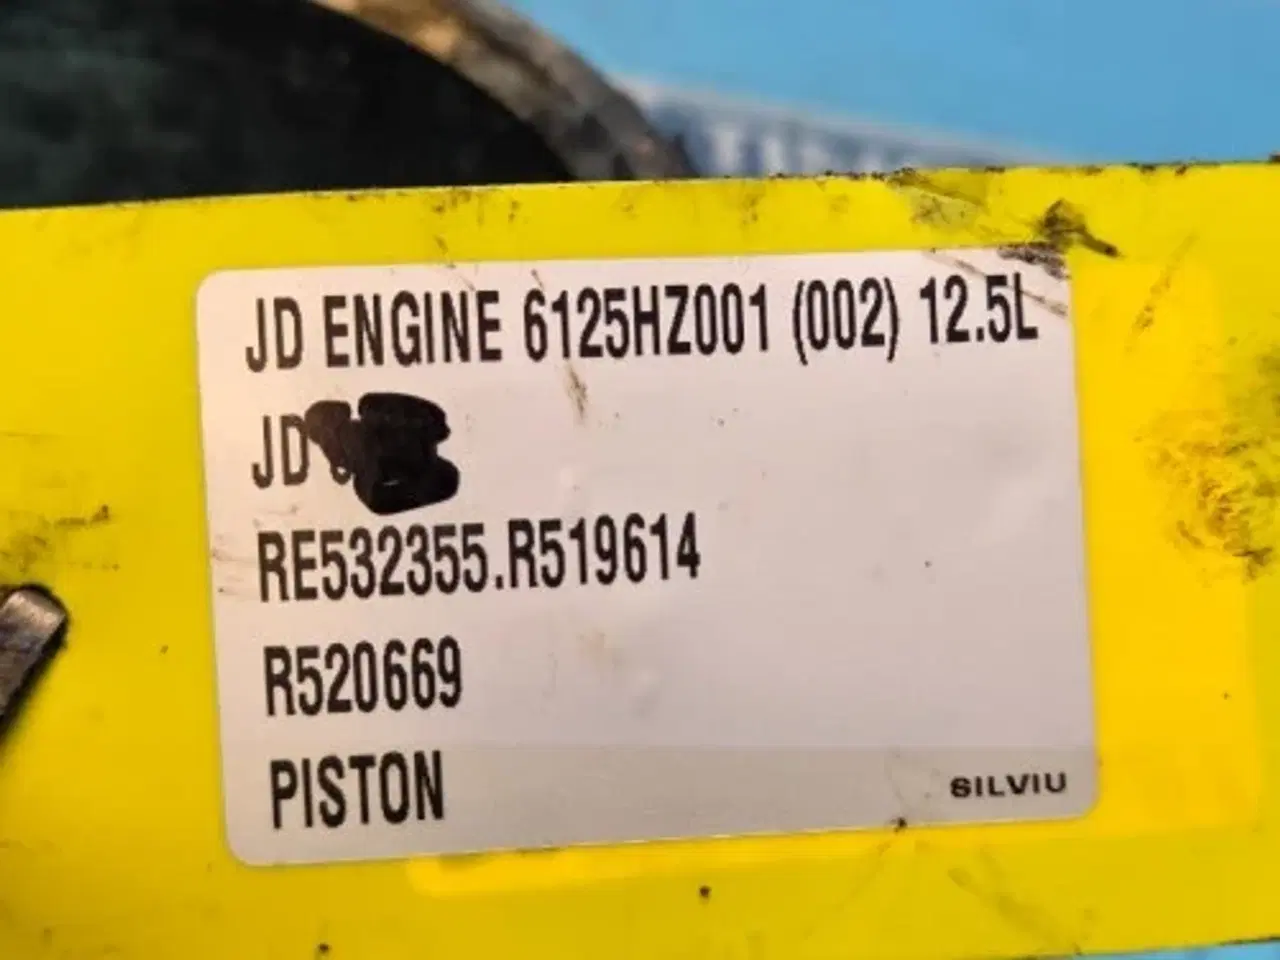 JD ENGINE 6125HZ001 (002) 12.5L
JD
RE532355.R519614
R520669
PISTON
SILVIU